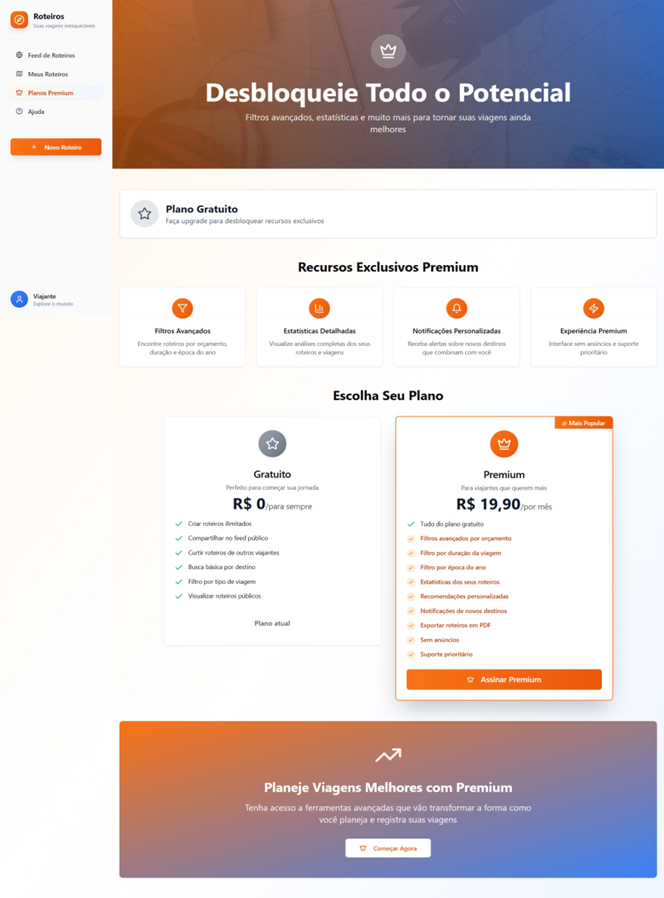 Roteiros
Suas viagens inesquecíveis
Feed de Roteiros
Meus Roteiros
Planos Premium
Ajuda
+ Novo Roteiro
Viajante
Explore o mundo
Desbloqueie Todo o Potencial
Filtros avançados, estatísticas e muito mais para tornar suas viagens ainda
melhores
Plano Gratuito
Faça upgrade para desbloquear recursos exclusivos
Recursos Exclusivos Premium
Filtros Avançados
Encontre roteiros por orçamento,
duração e época do ano
Estatísticas Detalhadas
Visualize análises completas dos seus
roteiros e viagens
Notificações Personalizadas
Receba alertas sobre novos destinos
que combinam com você
Experiência Premium
Interface sem anúncios e suporte
prioritário
Escolha Seu Plano
Gratuito
Perfeito para começar sua jornada
R$ 0/para sempre
Criar roteiros ilimitados
Compartilhar no feed público
Curtir roteiros de outros viajantes
Busca básica por destino
Filtro por tipo de viagem
Visualizar roteiros públicos
Plano atual
Mais Popular
Premium
Para viajantes que querem mais
R$ 19,90/por mês
Tudo do plano gratuito
Filtros avançados por orçamento
Filtro por duração da viagem
Filtro por época do ano
Estatísticas dos seus roteiros
Recomendações personalizadas
Notificações de novos destinos
Exportar roteiros em PDF
Sem anúncios
Suporte prioritário
Assinar Premium
Planeje Viagens Melhores com Premium
Tenha acesso a ferramentas avançadas que vão transformar a forma como
você planeja e registra suas viagens
Começar Agora